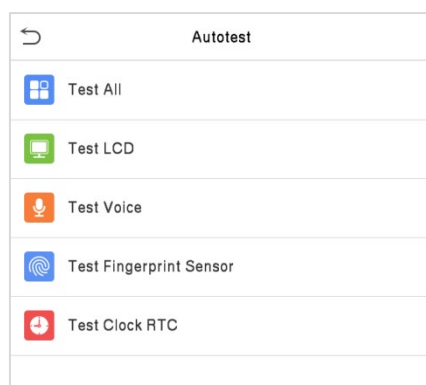 Autotest
Test All
Test LCD
Test Voice
Test Fingerprint Sensor
Test Clock RTC